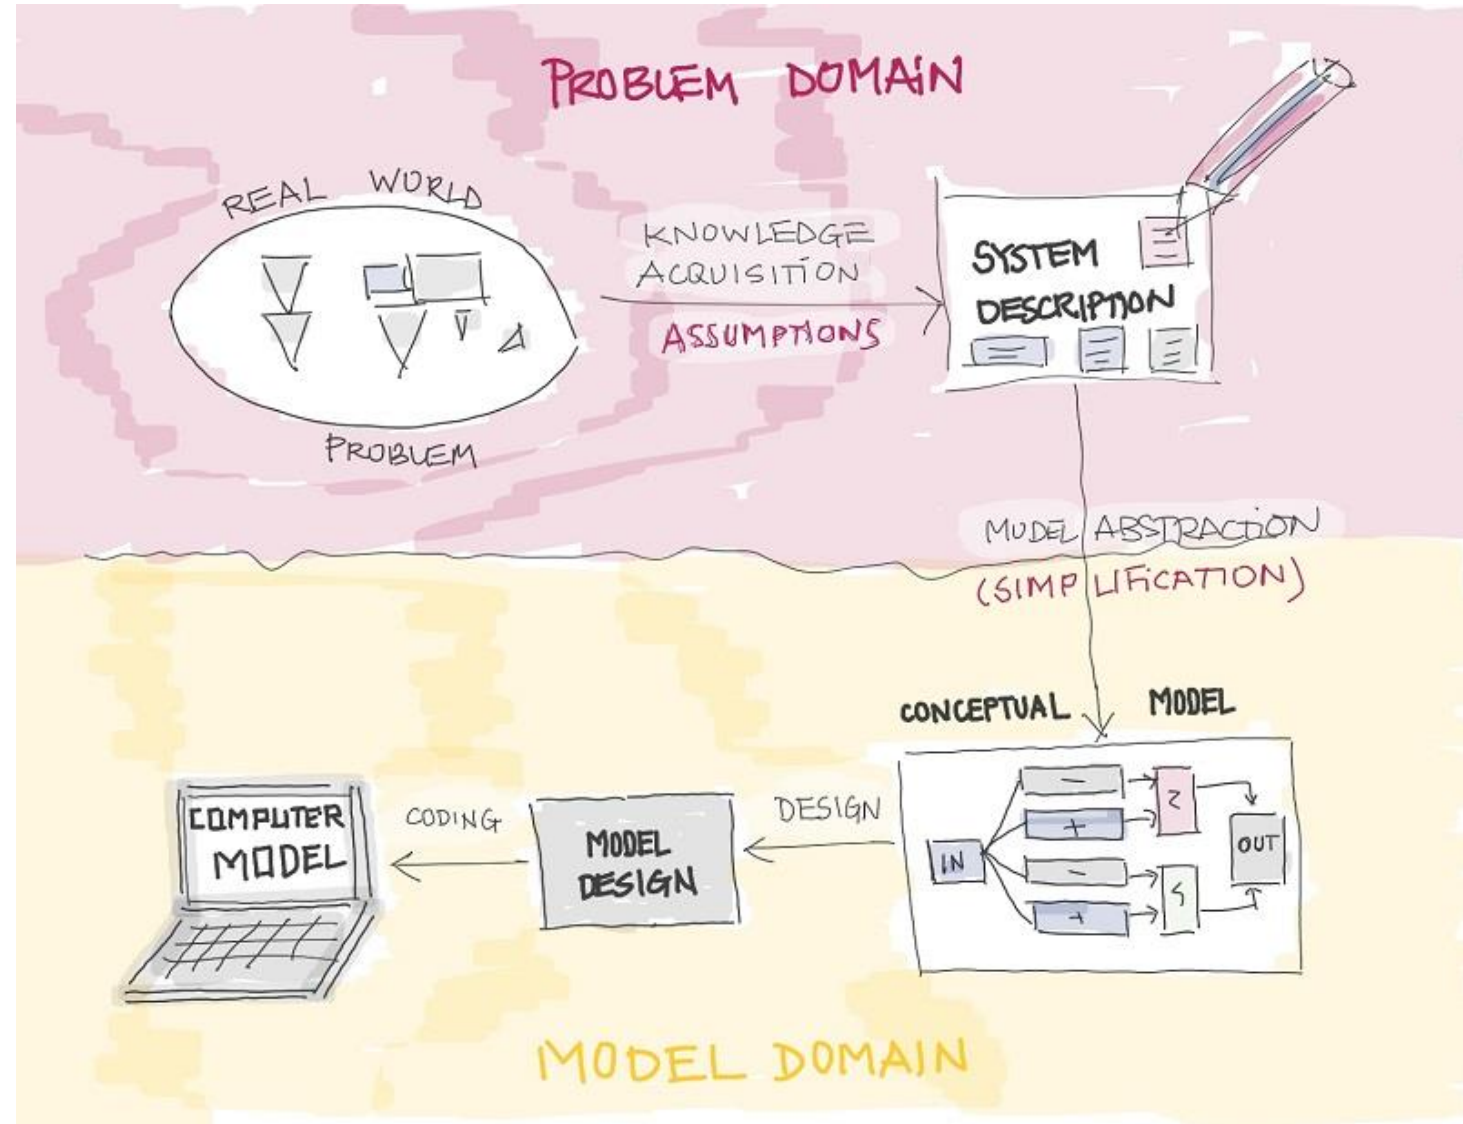 PROBLEM DOMAIN
REAL WORLD
PROBLEM
KNOWLEDGE
ACQUISITION
ASSUMPTIONS
SYSTEM
DESCRIPTION
MODEL ABSTRACTION
(SIMPLIFICATION)
CONCEPTUAL MODEL
IN
-
+
-
+
OUT
DESIGN
MODEL
DESIGN
CODING
COMPUTER
MODEL
MODEL DOMAIN